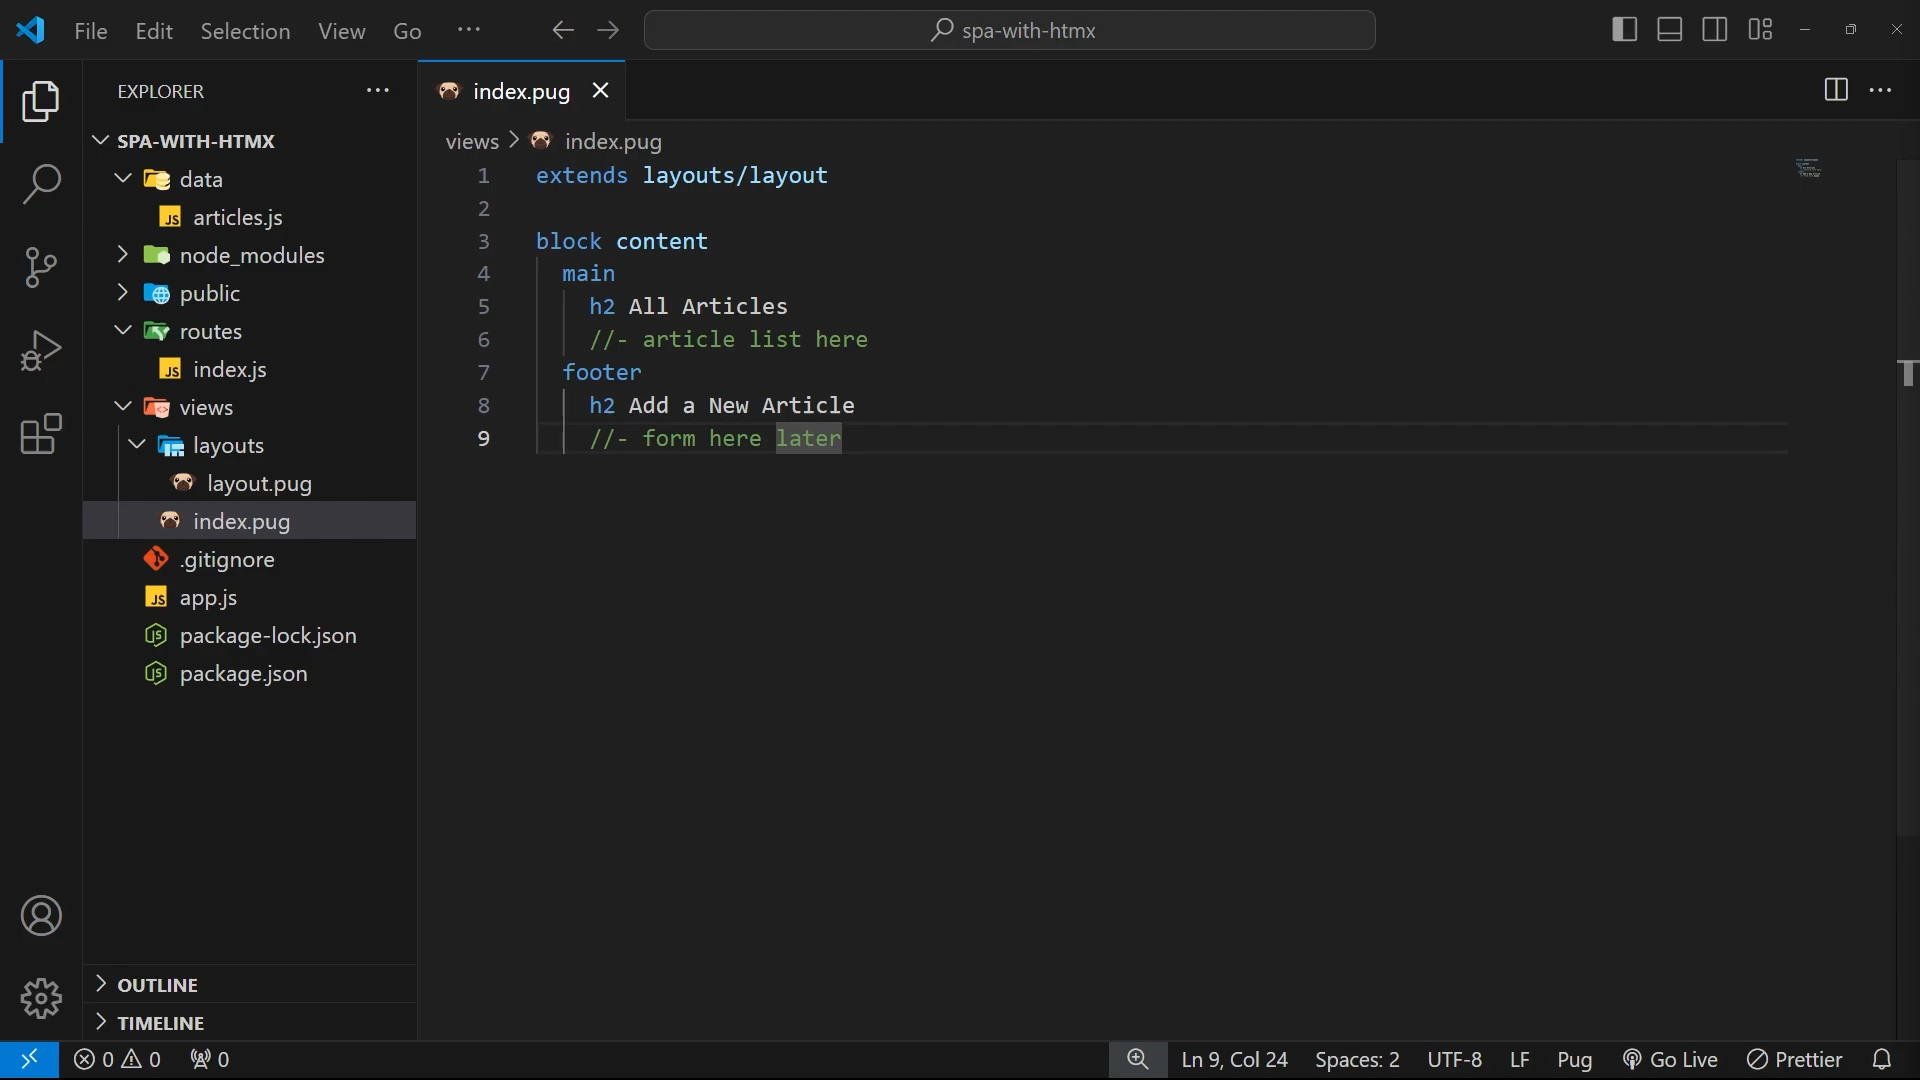 File Edit Selection View Go ··· spa-with-htmx
EXPLORER ···
SPA-WITH-HTMX
data
articles.js
node_modules
public
routes
index.js
views
layouts
layout.pug
index.pug
.gitignore
app.js
package-lock.json
package.json
OUTLINE
TIMELINE
index.pug
views > index.pug
1 extends layouts/layout
2
3 block content
4 main
5 h2 All Articles
6 //- article list here
7 footer
8 h2 Add a New Article
9 //- form here later
0 0 0 Ln 9, Col 24 Spaces: 2 UTF-8 LF Pug Go Live Prettier